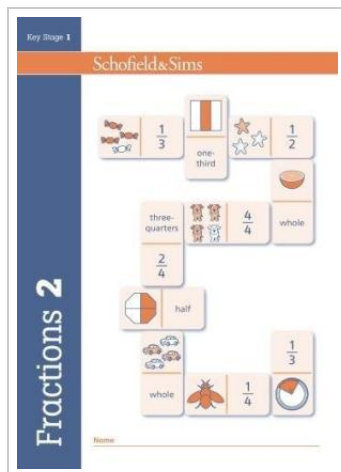 Key Stage 1
Schofield&Sims
1/3
one-
third
1/2
three-
quarters
4/4
whole
2/4
half
1/3
whole
1/4
Name
Fractions 2